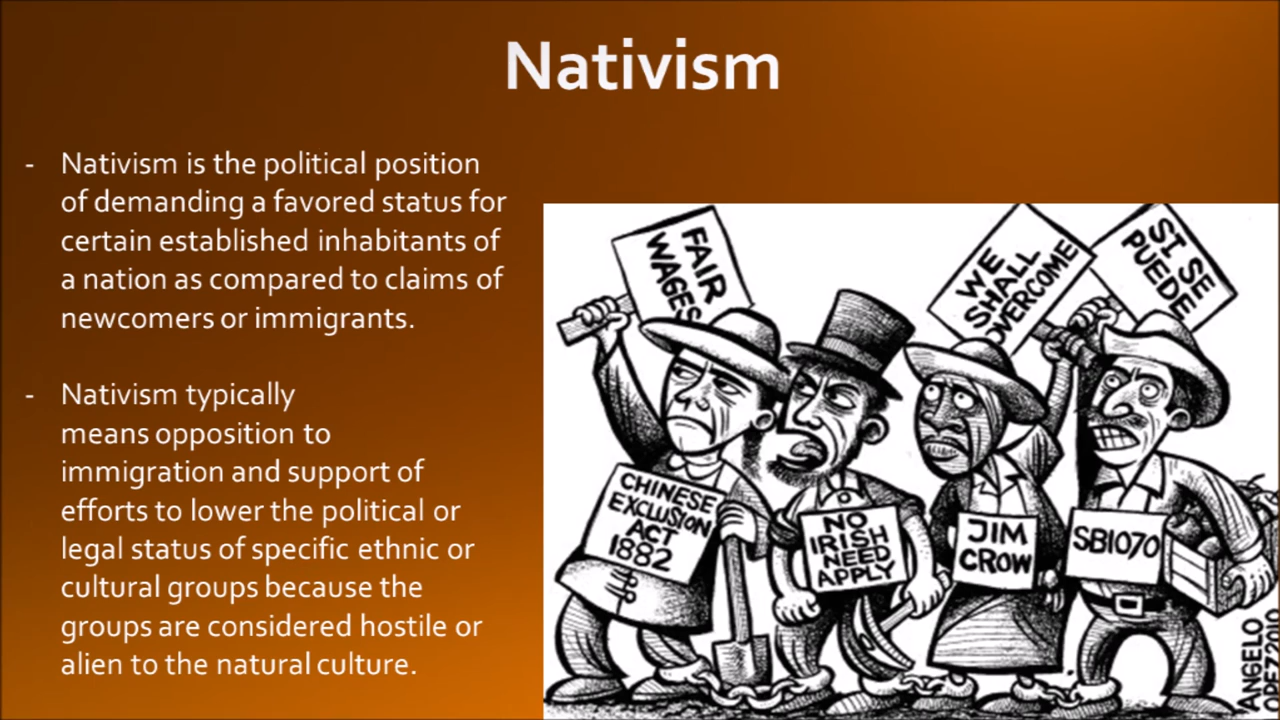 Nativism
- Nativism is the political position
of demanding a favored status for
certain established inhabitants of
a nation as compared to claims of
newcomers or immigrants.
- Nativism typically
means opposition to
immigration and support of
efforts to lower the political or
legal status of specific ethnic or
cultural groups because the
groups are considered hostile or
alien to the natural culture.
FAIR
WAGES
WE
SHALL
OVERCOME
SI SE
PUEDE
CHINESE
EXCLUSION
ACT
1882
NO
IRISH
NEED
APPLY
JIM
CROW
SB1070
ANGELO
OPEZ2010